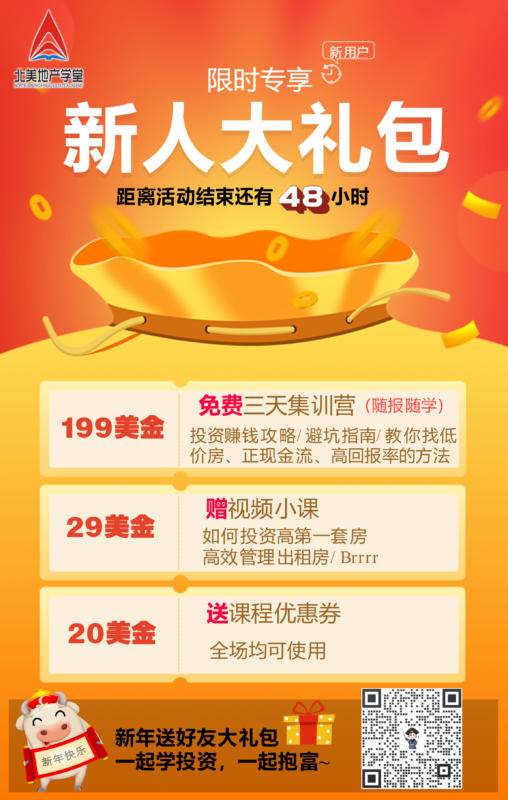 新用户
北美地产学堂
NORTH AMERICA REAL ESTATE ACADEMY
限时专享
新人大礼包
距离活动结束还有 48 小时
199美金
免费三天集训营（随报随学）
投资赚钱攻略/ 避坑指南/ 教你找低
价房、正现金流、高回报率的方法
29美金
赠视频小课
如何投资高第一套房
高效管理出租房/ Brrrr
20美金
送课程优惠券
全场均可使用
新年快乐
新年送好友大礼包
一起学投资，一起抱富~